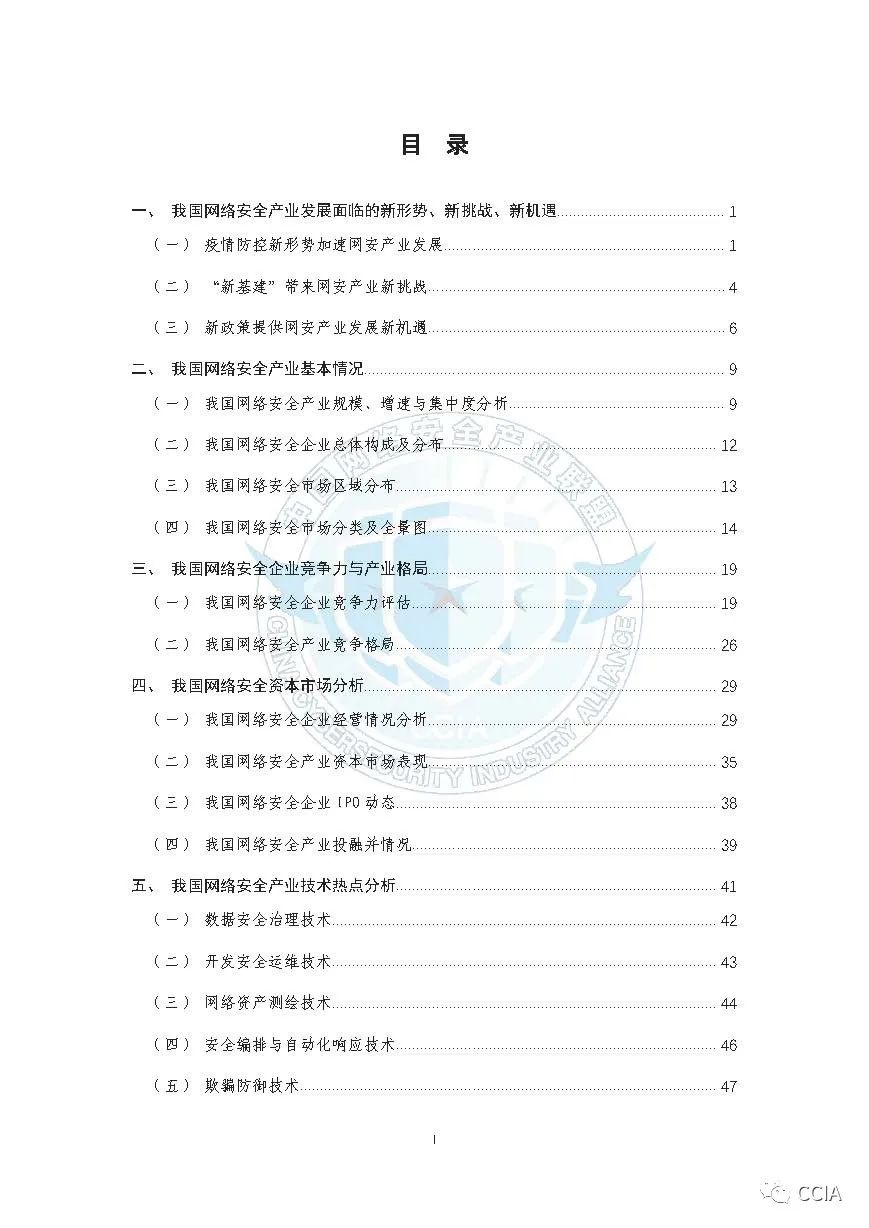 目 录
一、 我国网络安全产业发展面临的新形势、新挑战、新机遇 1
（一） 疫情防控新形势加速网安产业发展 1
（二） “新基建”带来网安产业新挑战 4
（三） 新政策提供网安产业发展新机遇 6
二、 我国网络安全产业基本情况 9
（一） 我国网络安全产业规模、增速与集中度分析 9
（二） 我国网络安全企业总体构成及分布 12
（三） 我国网络安全市场区域分布 13
（四） 我国网络安全市场分类及全景图 14
三、 我国网络安全企业竞争力与产业格局 19
（一） 我国网络安全企业竞争力评估 19
（二） 我国网络安全产业竞争格局 26
四、 我国网络安全资本市场分析 29
（一） 我国网络安全企业经营情况分析 29
（二） 我国网络安全产业资本市场表现 35
（三） 我国网络安全企业 IPO 动态 38
（四） 我国网络安全产业投融并情况 39
五、 我国网络安全产业技术热点分析 41
（一） 数据安全治理技术 42
（二） 开发安全运维技术 43
（三） 网络资产测绘技术 44
（四） 安全编排与自动化响应技术 46
（五） 欺骗防御技术 47
I
中国网络安全产业联盟
CCIA
CHINA CYBERSECURITY INDUSTRY ALLIANCE
CCIA